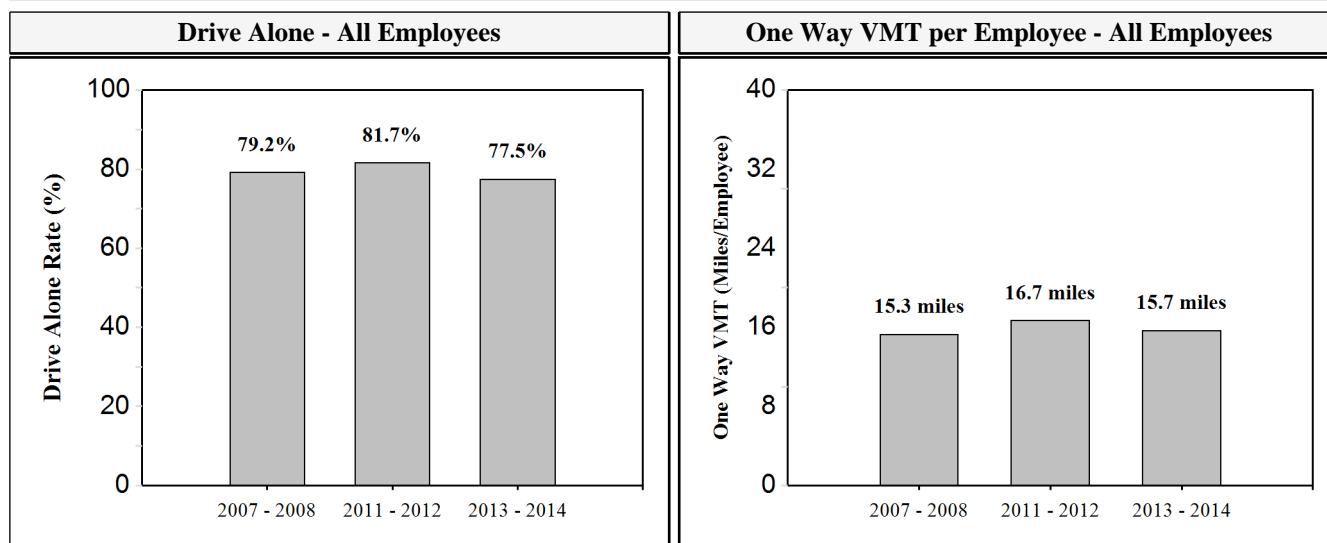 Drive Alone - All Employees
Drive Alone Rate (%)
100
80
60
40
20
0
79.2%
81.7%
77.5%
2007 - 2008
2011 - 2012
2013 - 2014
One Way VMT per Employee - All Employees
One Way VMT (Miles/Employee)
40
32
24
16
8
0
15.3 miles
16.7 miles
15.7 miles
2007 - 2008
2011 - 2012
2013 - 2014